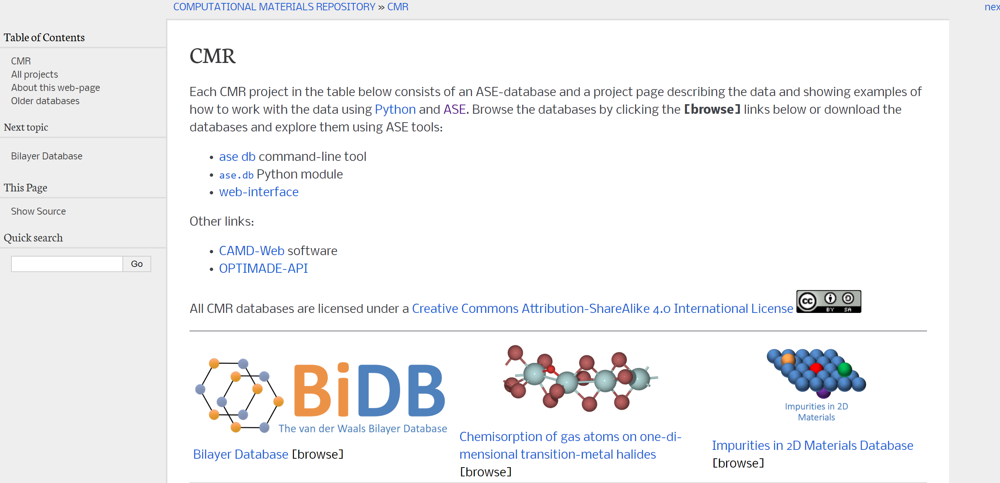 COMPUTATIONAL MATERIALS REPOSITORY » CMR
nex
Table of Contents
CMR
All projects
About this web-page
Older databases
Next topic
Bilayer Database
This Page
Show Source
Quick search
Go
CMR
Each CMR project in the table below consists of an ASE-database and a project page describing the data and showing examples of
how to work with the data using Python and ASE. Browse the databases by clicking the [browse] links below or download the
databases and explore them using ASE tools:
• ase db command-line tool
• ase.db Python module
• web-interface
Other links:
• CAMD-Web software
• OPTIMADE-API
All CMR databases are licensed under a Creative Commons Attribution-ShareAlike 4.0 International License
cc BY SA
BiDB
The van der Waals Bilayer Database
Bilayer Database [browse]
Chemisorption of gas atoms on one-di-
mensional transition-metal halides
[browse]
Impurities in 2D
Materials
Impurities in 2D Materials Database
[browse]